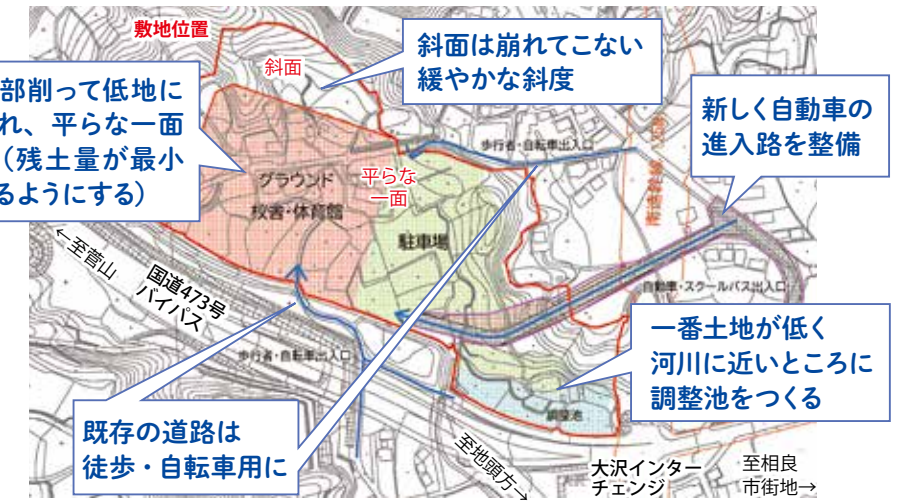 敷地位置
斜面
斜面は崩れてこない
緩やかな斜度
部削って低地に
れ、平らな一面
（残土量が最小
るようにする）
新しく自動車の
進入路を整備
歩行者・自転車出入口
グラウンド
校舎・体育館
平らな
一面
駐車場
←至菅山
国道473号
バイパス
自動車・スクールバス出入口
歩行者・自転車出入口
一番土地が低く
河川に近いところに
調整池をつくる
調整池
既存の道路は
徒歩・自転車用に
至地頭方→
大沢インター
チェンジ
至相良
市街地→